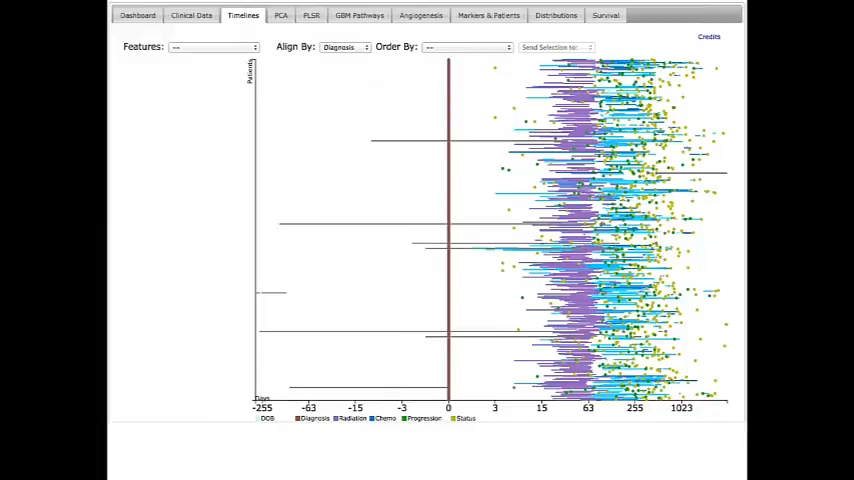 Dashboard Clinical Data Timelines PCA PLSR GBM Pathways Angiogenesis Markers & Patients Distributions Survival
Credits
Features: -- Align By: Diagnosis Order By: -- Send Selection to:
Patients
Days
-255 -63 -15 -3 0 3 15 63 255 1023
DOB Diagnosis Radiation Chemo Progression Status